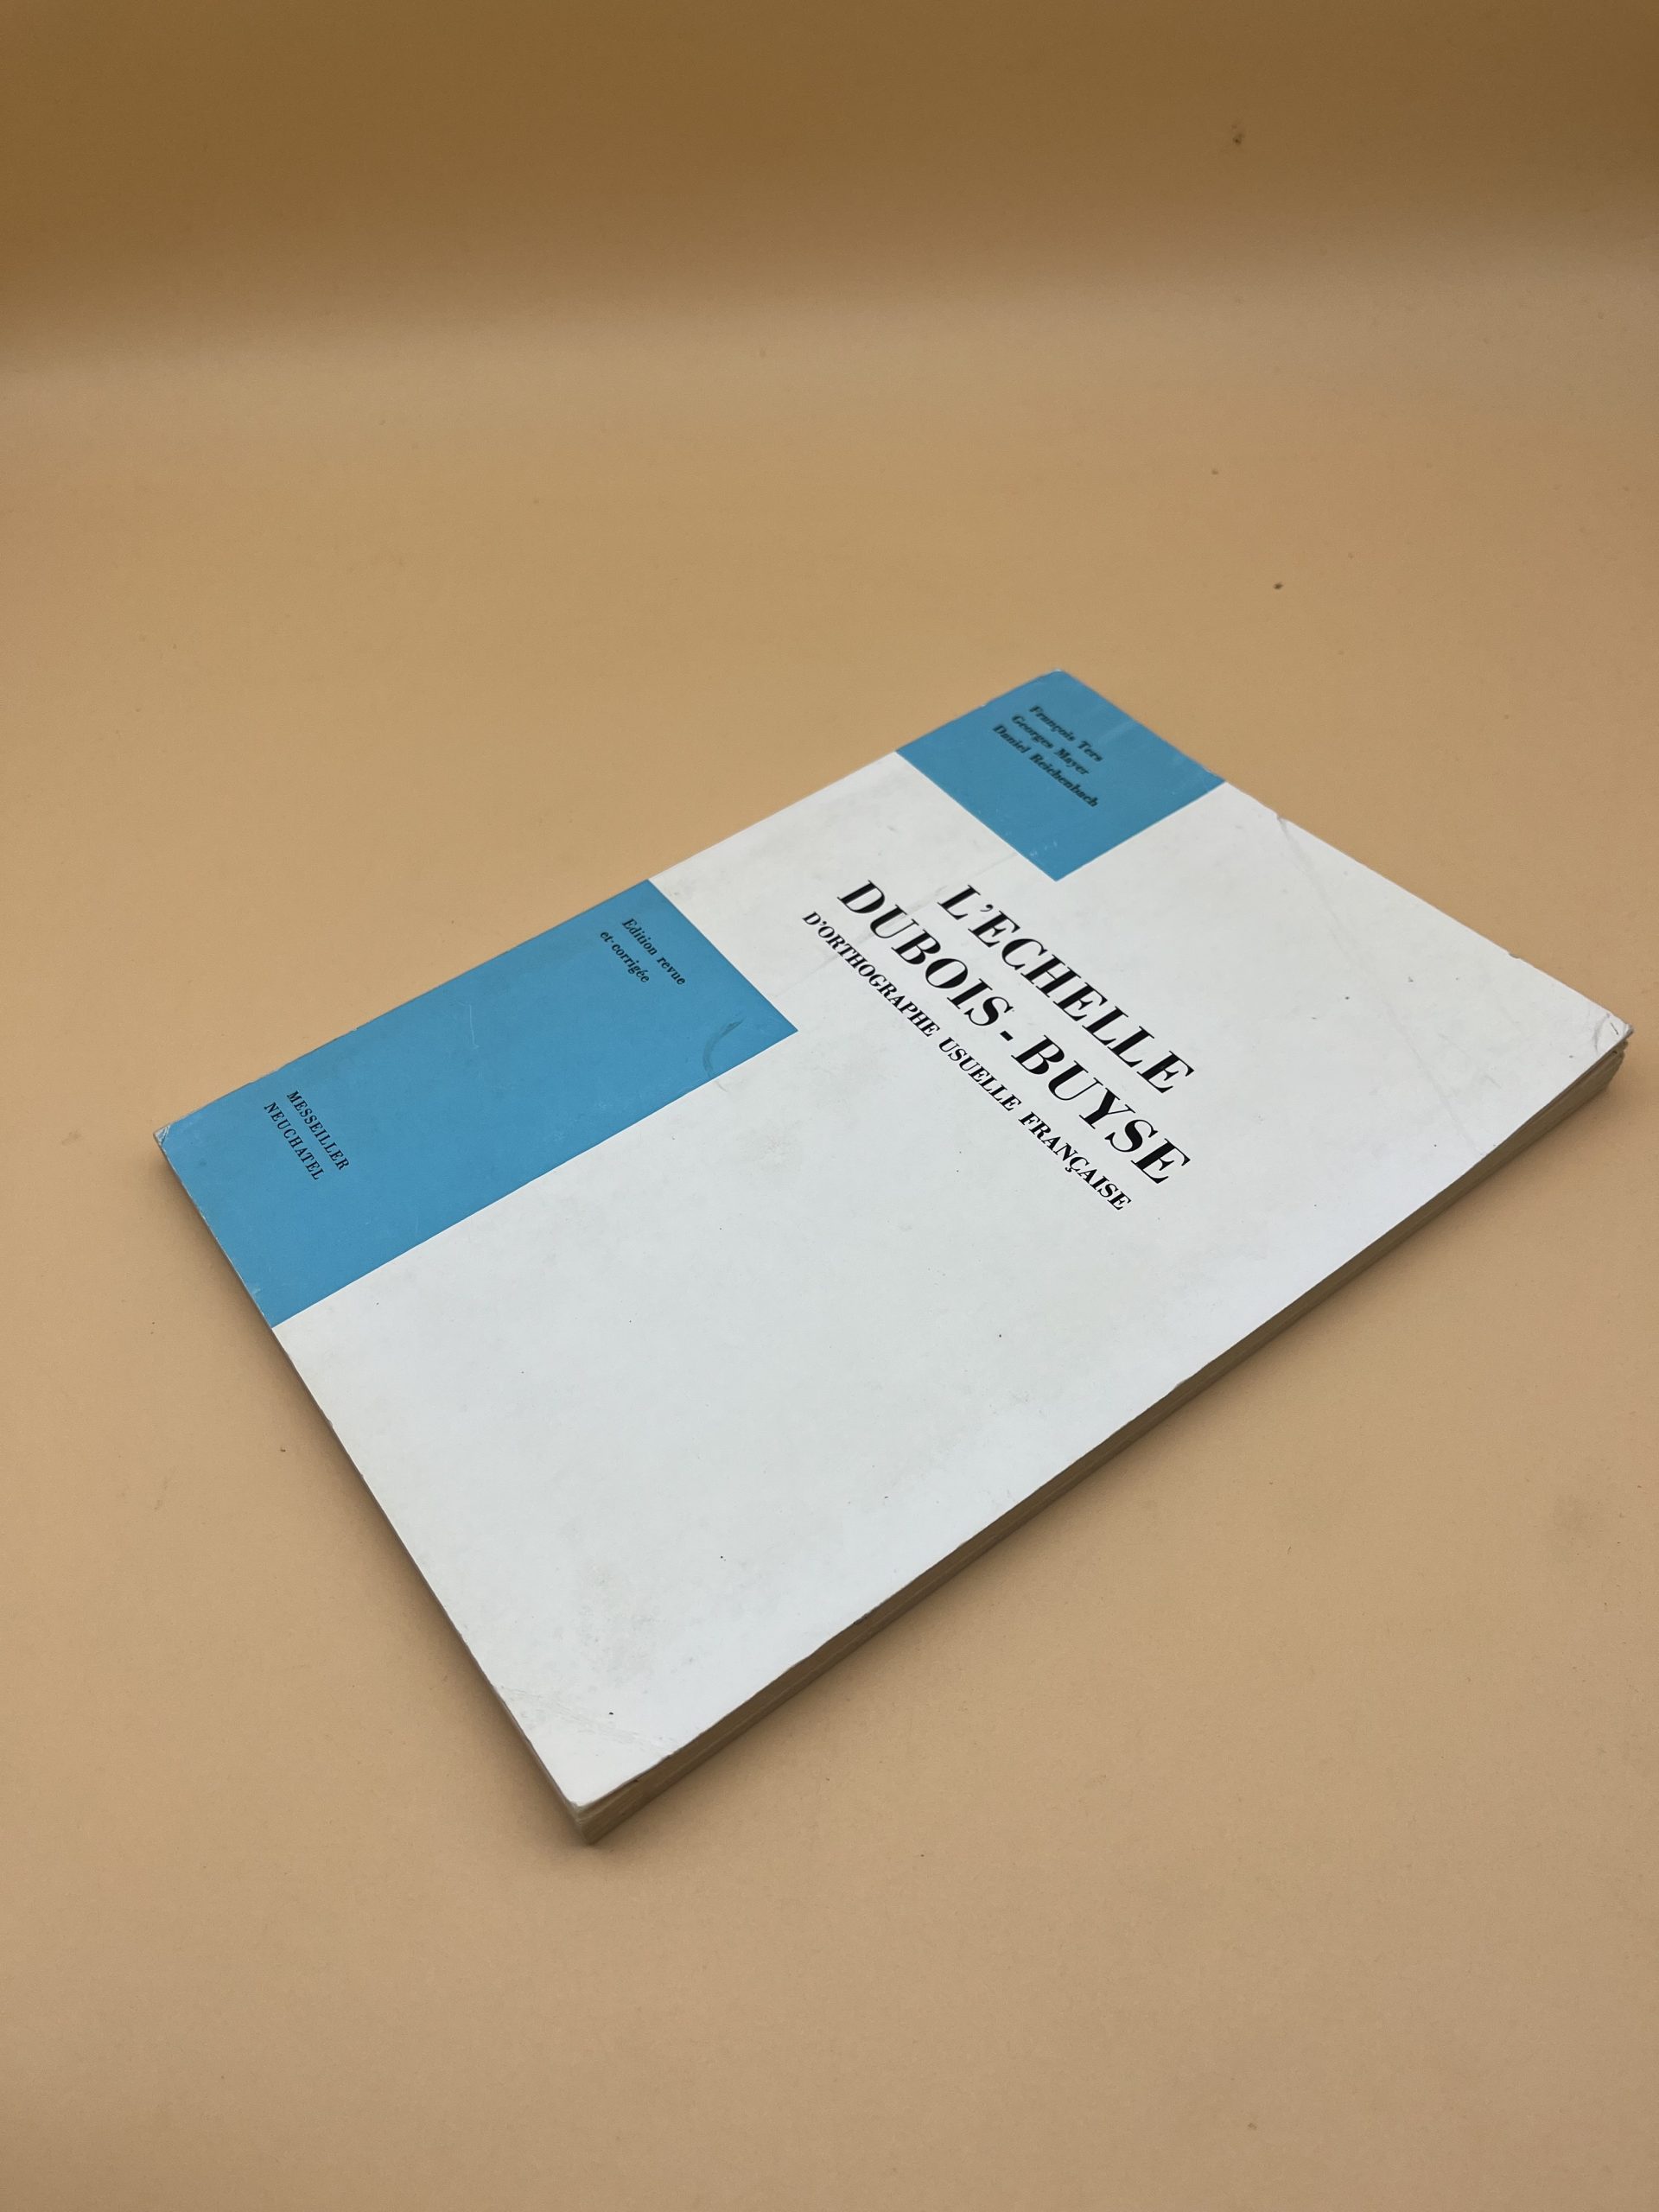 François Ters
Georges Mayer
Daniel Reichenbach
L'ECHELLE
DUBOIS-BUYSE
D'ORTHOGRAPHE USUELLE FRANÇAISE
Edition revue
et corrigée
MESSEILLER
NEUCHATEL